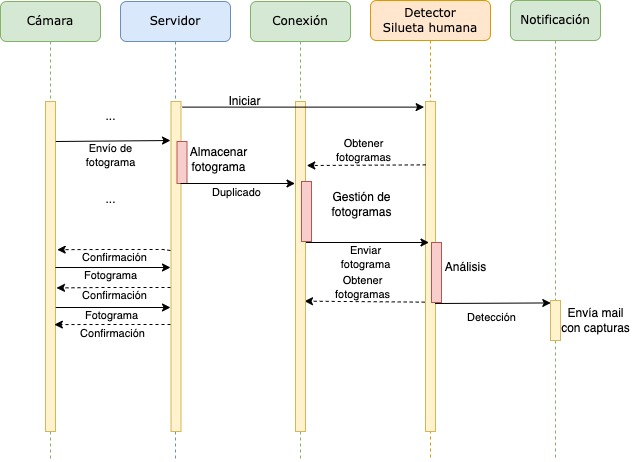 Cámara
Servidor
Conexión
Detector
Silueta humana
Notificación
Iniciar
...
Envío de
fotograma
Almacenar
fotograma
Obtener
fotogramas
Duplicado
...
Gestión de
fotogramas
Confirmación
Enviar
fotograma
Análisis
Fotograma
Obtener
fotogramas
Confirmación
Fotograma
Detección
Envía mail
con capturas
Confirmación